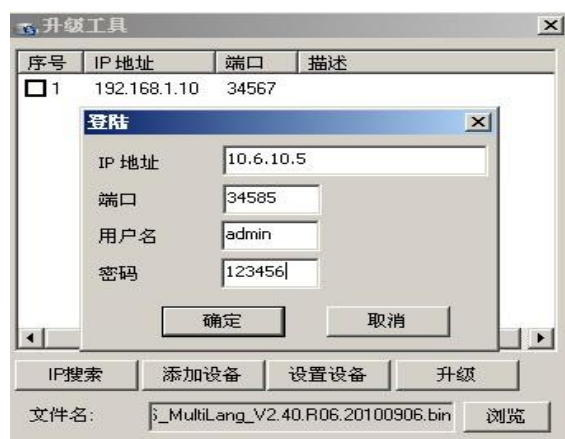 升级工具
序号 IP地址 端口 描述
1 192.168.1.10 34567
登陆
IP 地址 10.6.10.5
端口 34585
用户名 admin
密码 123456
确定 取消
IP搜索 添加设备 设置设备 升级
文件名: _MultiLang_V2.40.R06.20100906.bin 浏览